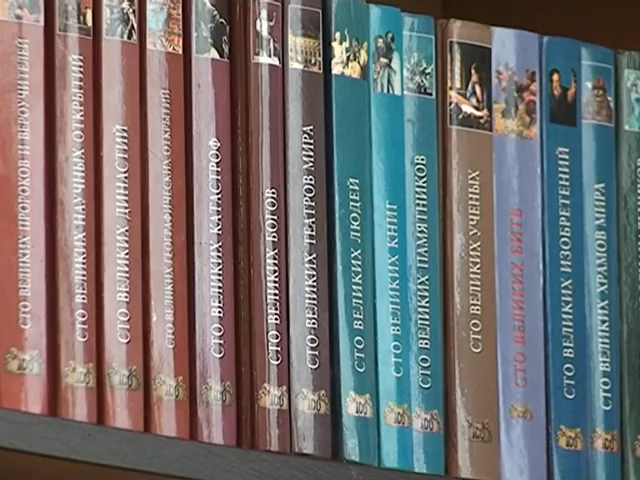 СТО ВЕЛИКИХ ПРОРОКОВ И ВЕРОУЧИТЕЛЕЙ
СТО ВЕЛИКИХ НАУЧНЫХ ОТКРЫТИЙ
СТО ВЕЛИКИХ ДИНАСТИЙ
СТО ВЕЛИКИХ ГЕОГРАФИЧЕСКИХ ОТКРЫТИЙ
СТО ВЕЛИКИХ КАТАСТРОФ
СТО ВЕЛИКИХ БОГОВ
СТО ВЕЛИКИХ ТЕАТРОВ МИРА
СТО ВЕЛИКИХ ЛЮДЕЙ
СТО ВЕЛИКИХ КНИГ
СТО ВЕЛИКИХ ПАМЯТНИКОВ
СТО ВЕЛИКИХ УЧЕНЫХ
СТО ВЕЛИКИХ БИТВ
СТО ВЕЛИКИХ ИЗОБРЕТЕНИЙ
СТО ВЕЛИКИХ ХРАМОВ МИРА